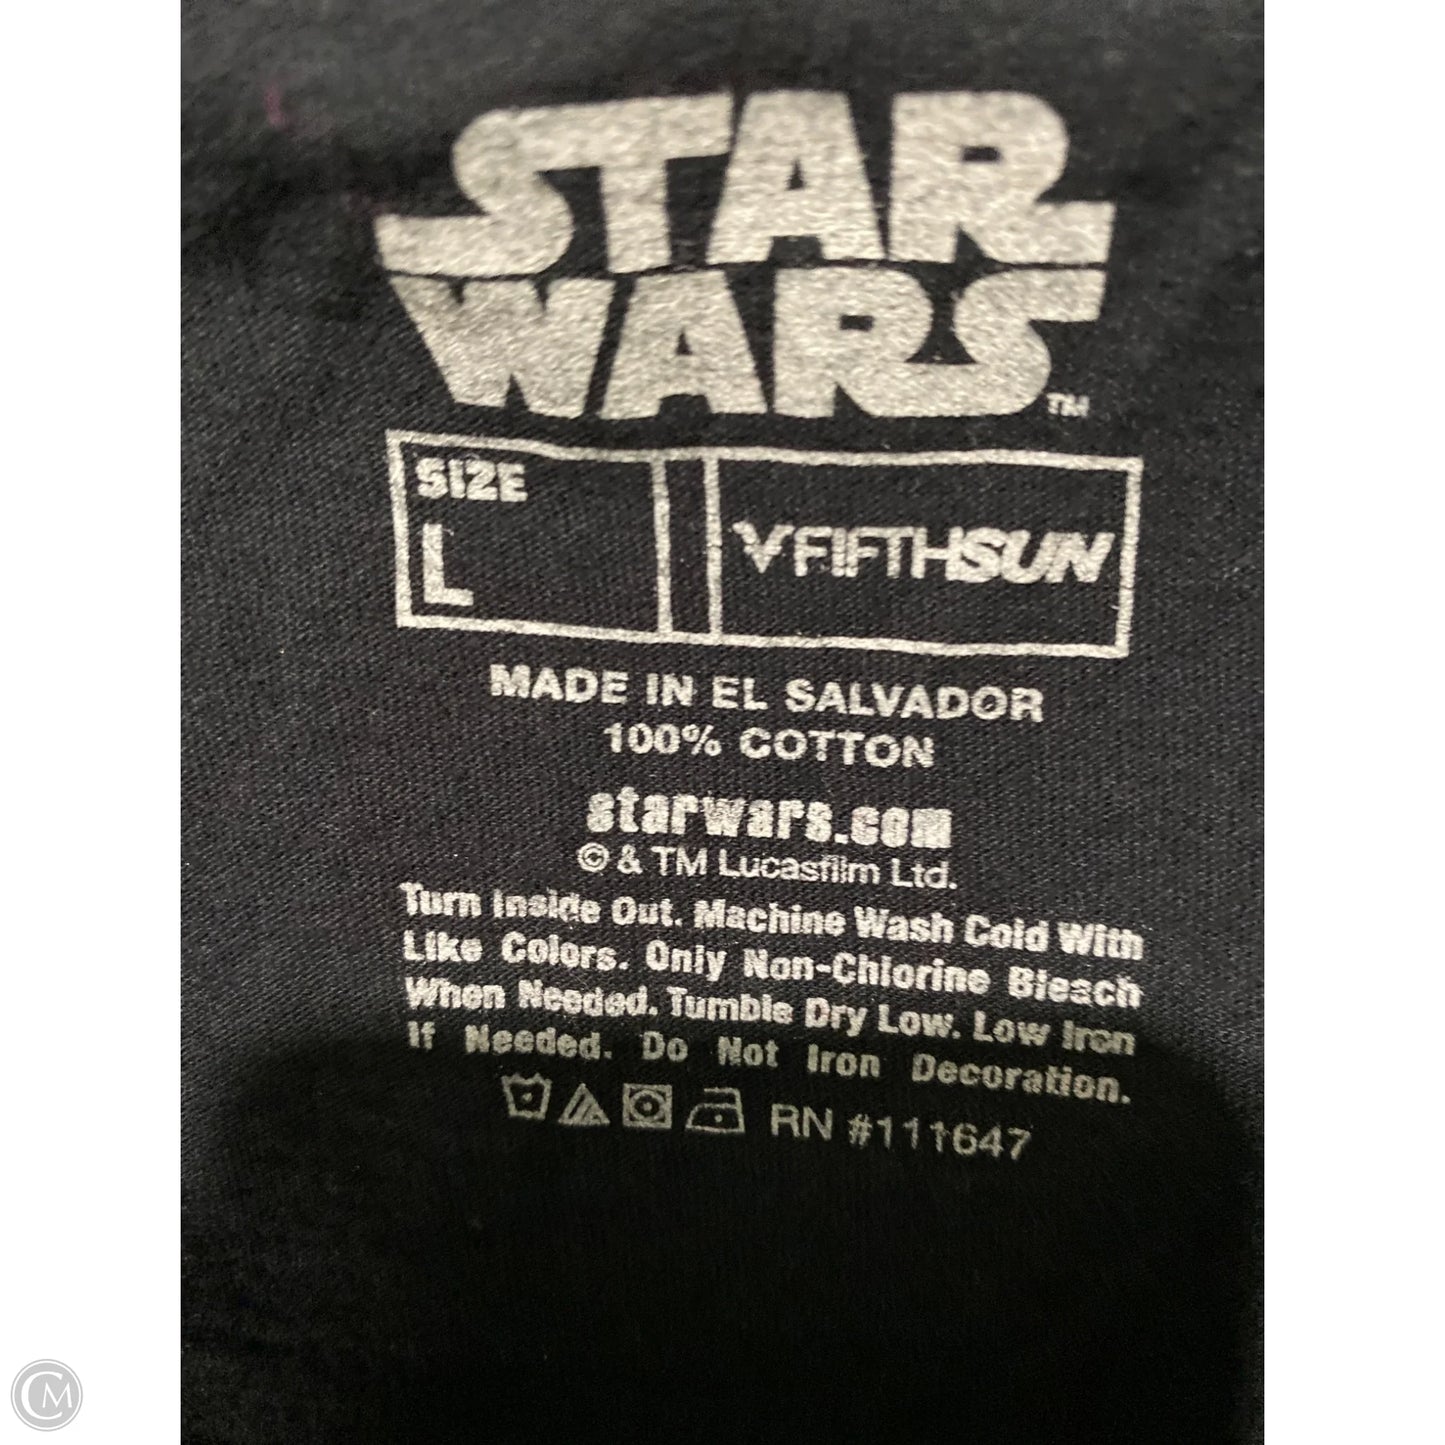 STAR
WARS™
SIZE
L
FIFTHSUN
MADE IN EL SALVADOR
100% COTTON
starwars.com
© & TM Lucasfilm Ltd.
Turn Inside Out. Machine Wash Cold With
Like Colors. Only Non-Chlorine Bleach
When Needed. Tumble Dry Low. Low Iron
If Needed. Do Not Iron Decoration.
RN #111647
CM